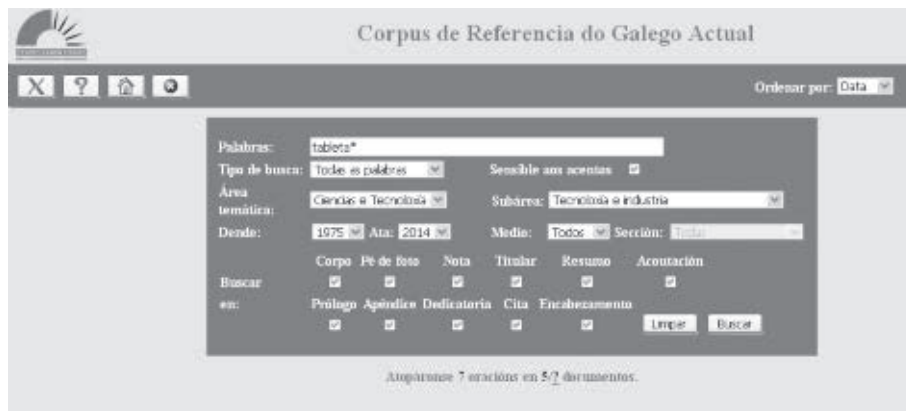 Corpus de Referencia do Galego Actual
X ? Ordenar por: Data
Palabras: tableta*
Tipo de busca: Todas as palabras Sensible aos acentos
Área temática: Ciencias e Tecnoloxía Subárea: Tecnoloxía e industria
Dende: 1975 Ata: 2014 Medio: Todos Sección: Todas
Corpo Pé de foto Nota Titular Resumo Acoutación
Buscar en:
Prólogo Apéndice Dedicatoria Cita Encabezamento
Limpar Buscar
Atopáronse 7 oracións en 5/7 documentos.